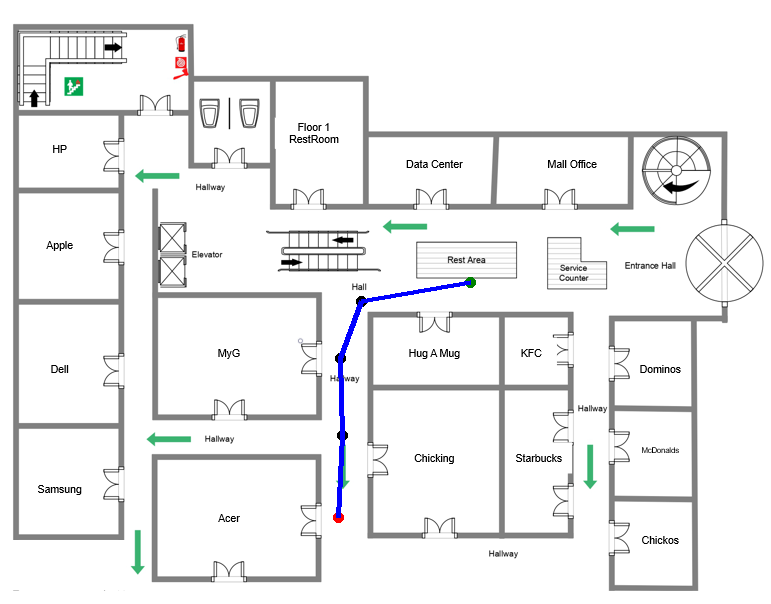 HP
Floor 1
RestRoom
Data Center
Mall Office
Hallway
Apple
Elevator
Rest Area
Service
Counter
Entrance Hall
Hall
MyG
Hallway
Hug A Mug
KFC
Dell
Dominos
Hallway
Hallway
Samsung
Chicking
Starbucks
McDonalds
Acer
Hallway
Chickos